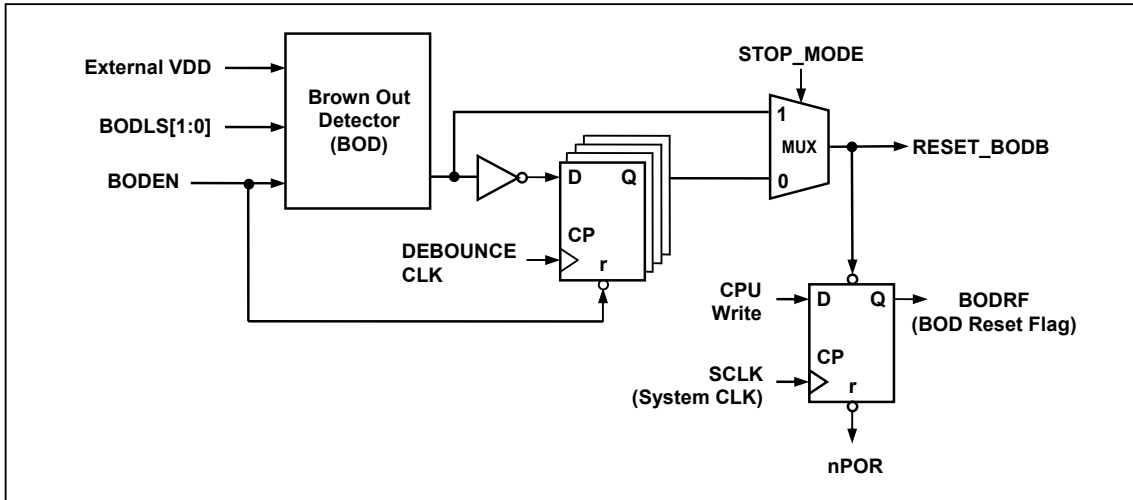 STOP_MODE
External VDD
Brown Out
Detector
(BOD)
BODLS[1:0]
BODEN
1
MUX
0
RESET_BODB
D
Q
CP
r
DEBOUNCE
CLK
CPU
Write
D
Q
BODRF
(BOD Reset Flag)
CP
r
SCLK
(System CLK)
nPOR